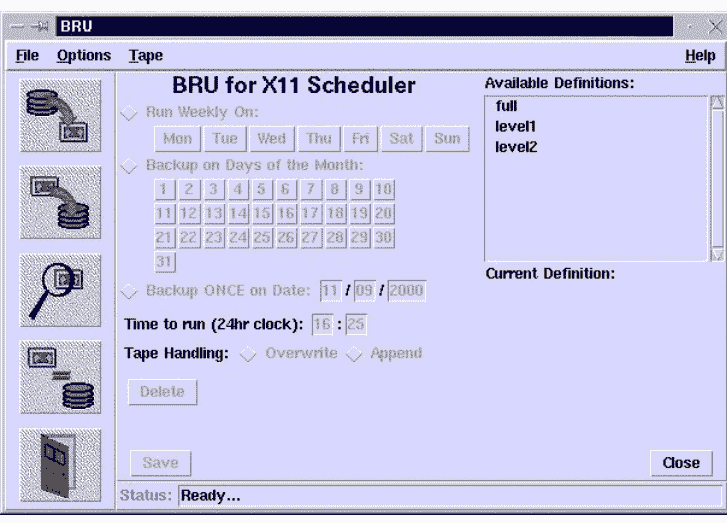 BRU
File Options Tape Help
BRU for X11 Scheduler
Run Weekly On:
Mon Tue Wed Thu Fri Sat Sun
Backup on Days of the Month:
1 2 3 4 5 6 7 8 9 10
11 12 13 14 15 16 17 18 19 20
21 22 23 24 25 26 27 28 29 30
31
Backup ONCE on Date: 11 / 09 / 2000
Time to run (24hr clock): 16 : 25
Tape Handling: Overwrite Append
Delete
Save
Available Definitions:
full
level1
level2
Current Definition:
Close
Status: Ready...